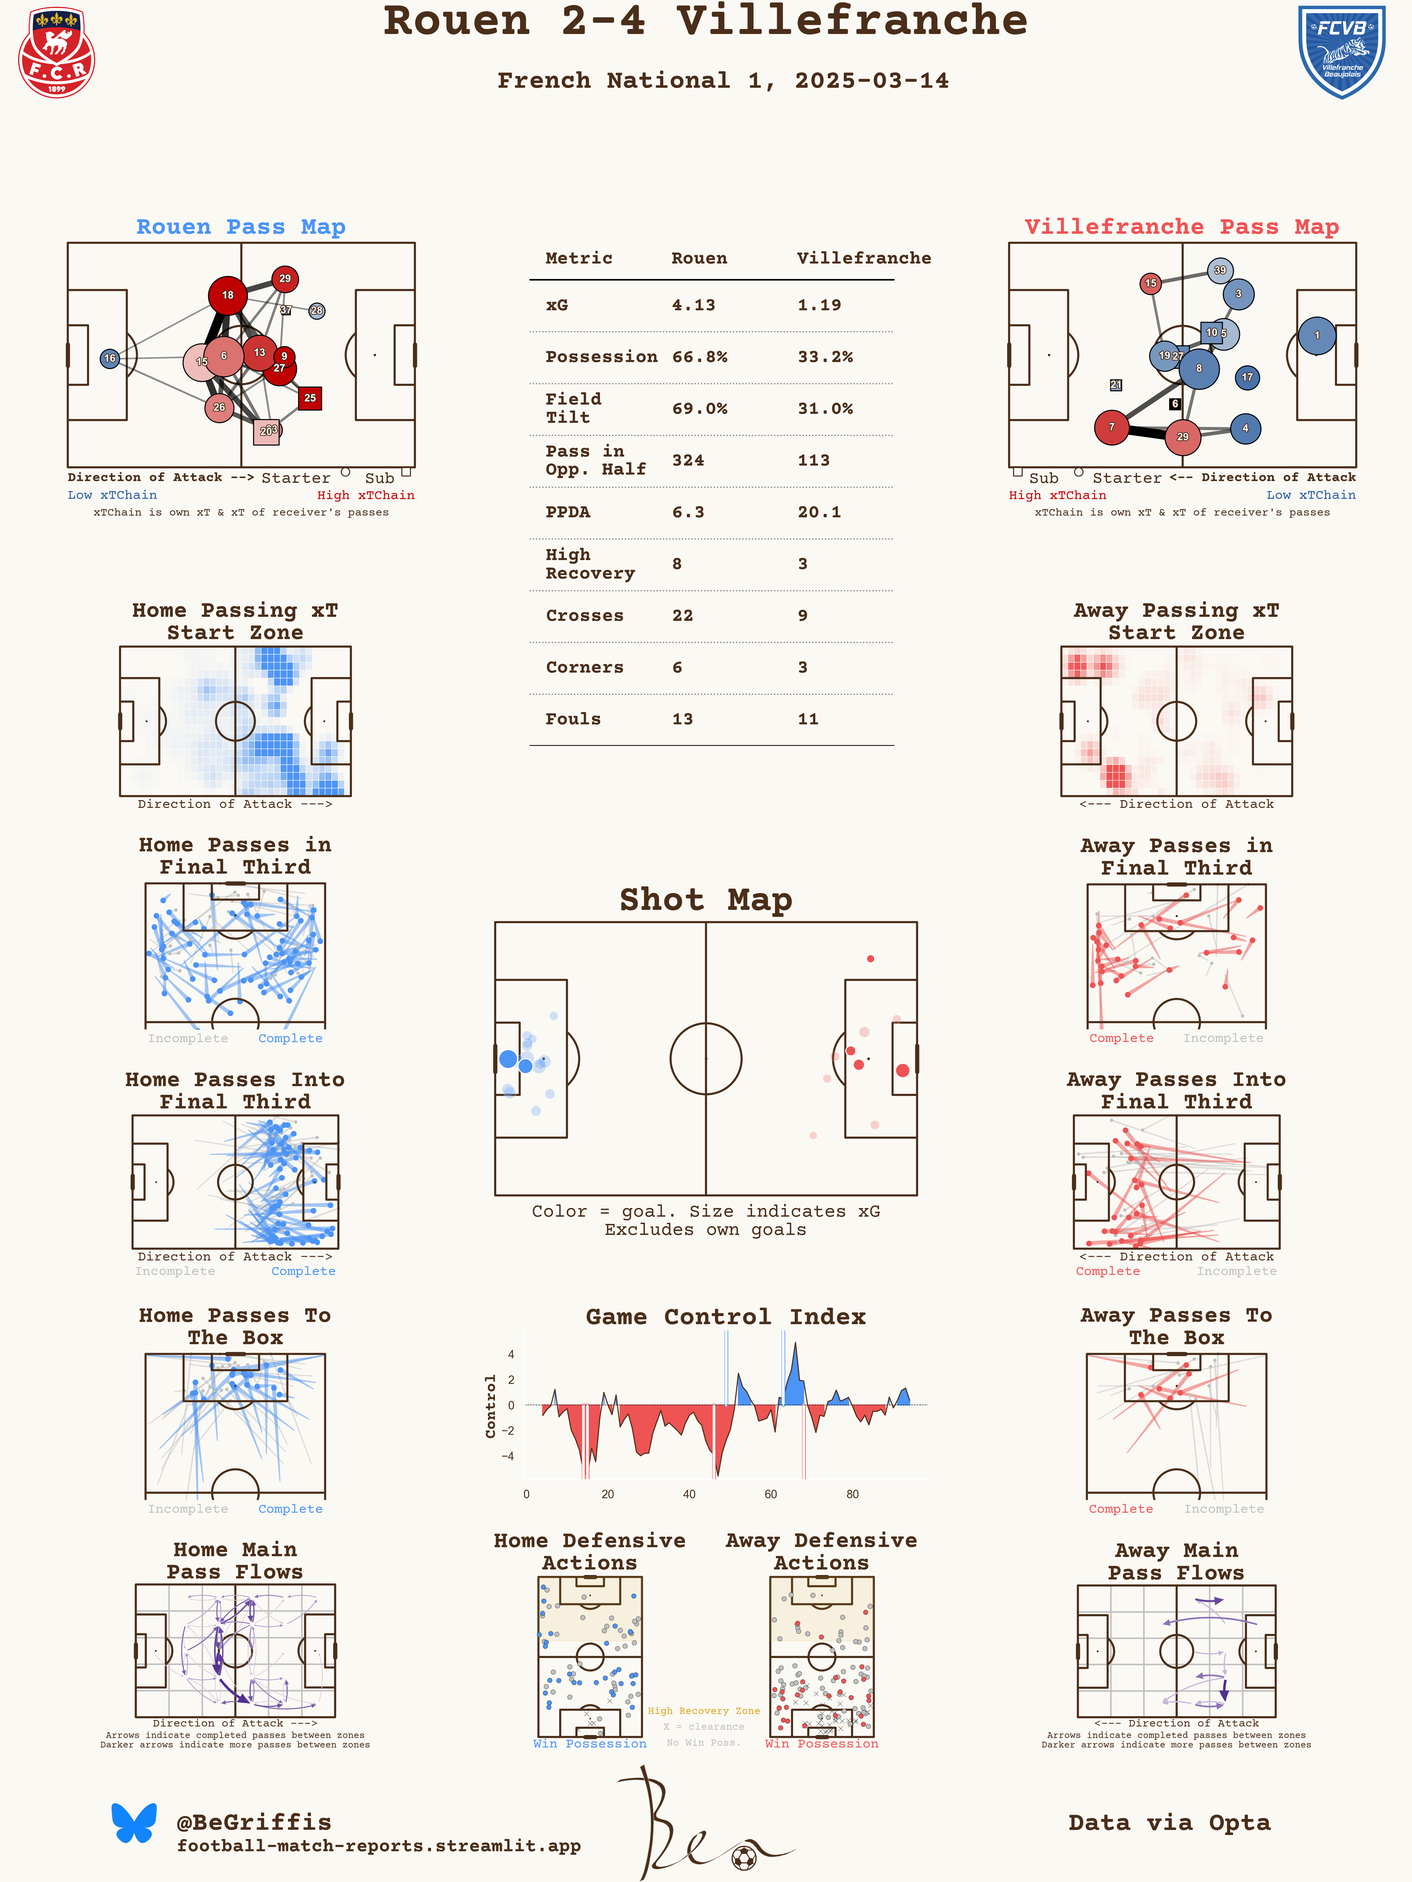 Rouen 2-4 Villefranche
French National 1, 2025-03-14
F.C.R
1899
FCVB
Villefranche
Beaujolais
Rouen Pass Map
29
18
37
28
16
15
6
13
9
27
26
25
20
Direction of Attack --> Starter Sub
Low xTChain High xTChain
xTChain is own xT & xT of receiver's passes
Metric Rouen Villefranche
xG 4.13 1.19
Possession 66.8% 33.2%
Field
Tilt 69.0% 31.0%
Pass in
Opp. Half 324 113
PPDA 6.3 20.1
High
Recovery 8 3
Crosses 22 9
Corners 6 3
Fouls 13 11
Villefranche Pass Map
15
39
3
10
5
1
19
27
8
17
21
6
7
29
4
Sub Starter <-- Direction of Attack
High xTChain Low xTChain
xTChain is own xT & xT of receiver's passes
Home Passing xT
Start Zone
Direction of Attack --->
Away Passing xT
Start Zone
<--- Direction of Attack
Home Passes in
Final Third
Incomplete Complete
Away Passes in
Final Third
Complete Incomplete
Shot Map
Color = goal. Size indicates xG
Excludes own goals
Home Passes Into
Final Third
Direction of Attack --->
Incomplete Complete
Away Passes Into
Final Third
<--- Direction of Attack
Complete Incomplete
Home Passes To
The Box
Incomplete Complete
Game Control Index
Control
4
2
0
−2
−4
0 20 40 60 80
Away Passes To
The Box
Complete Incomplete
Home Main
Pass Flows
Direction of Attack --->
Arrows indicate completed passes between zones
Darker arrows indicate more passes between zones
Home Defensive
Actions
Win Possession
High Recovery Zone
X = clearance
No Win Poss.
Away Defensive
Actions
Win Possession
Away Main
Pass Flows
<--- Direction of Attack
Arrows indicate completed passes between zones
Darker arrows indicate more passes between zones
@BeGriffis
football-match-reports.streamlit.app
Ben
Data via Opta